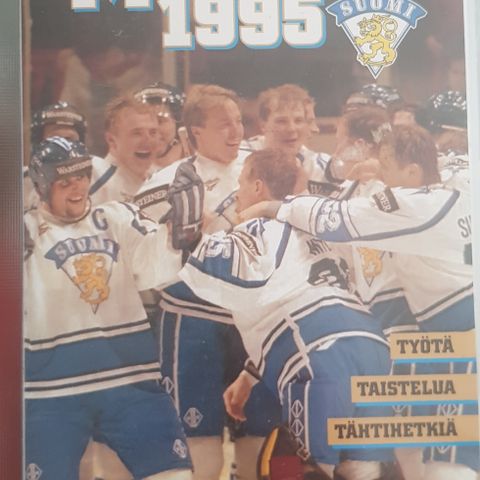 1995
SUOMI
SUOMI
C
TYÖTÄ
TAISTELUA
TÄHTIHETKIÄ